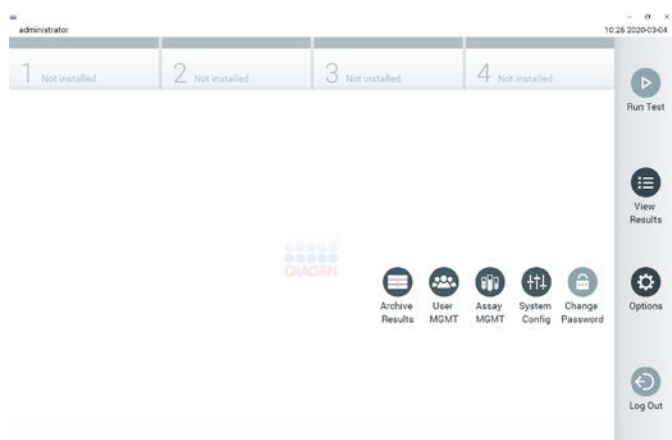 administrator
10:26 2020-03-04
1 Not installed
2 Not installed
3 Not installed
4 Not installed
Run Test
View
Results
QIAGEN
Archive
Results
User
MGMT
Assay
MGMT
System
Config
Change
Password
Options
Log Out